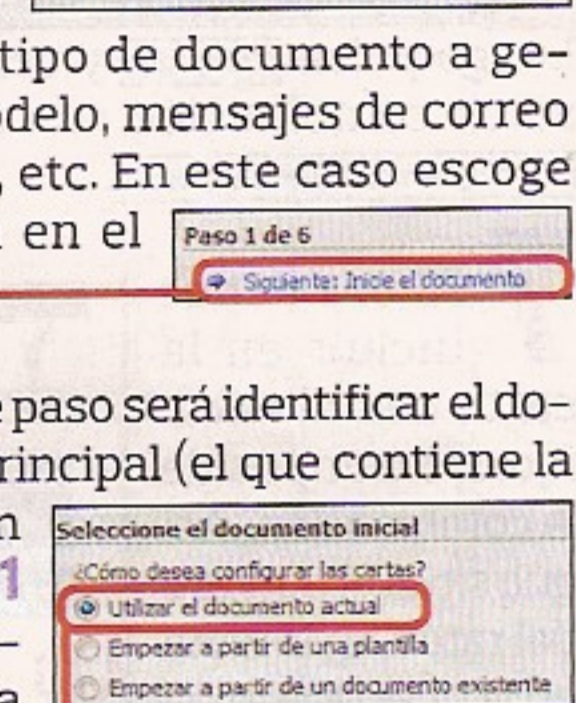 tipo de documento a ge-
delo, mensajes de correo
, etc. En este caso escoge
en el
Paso 1 de 6
Siguiente: Inicie el documento
paso será identificar el do-
rincipal (el que contiene la
n
Seleccione el documento inicial
¿Cómo desea configurar las cartas?
1
Utilizar el documento actual
Empezar a partir de una plantilla
Empezar a partir de un documento existente
a